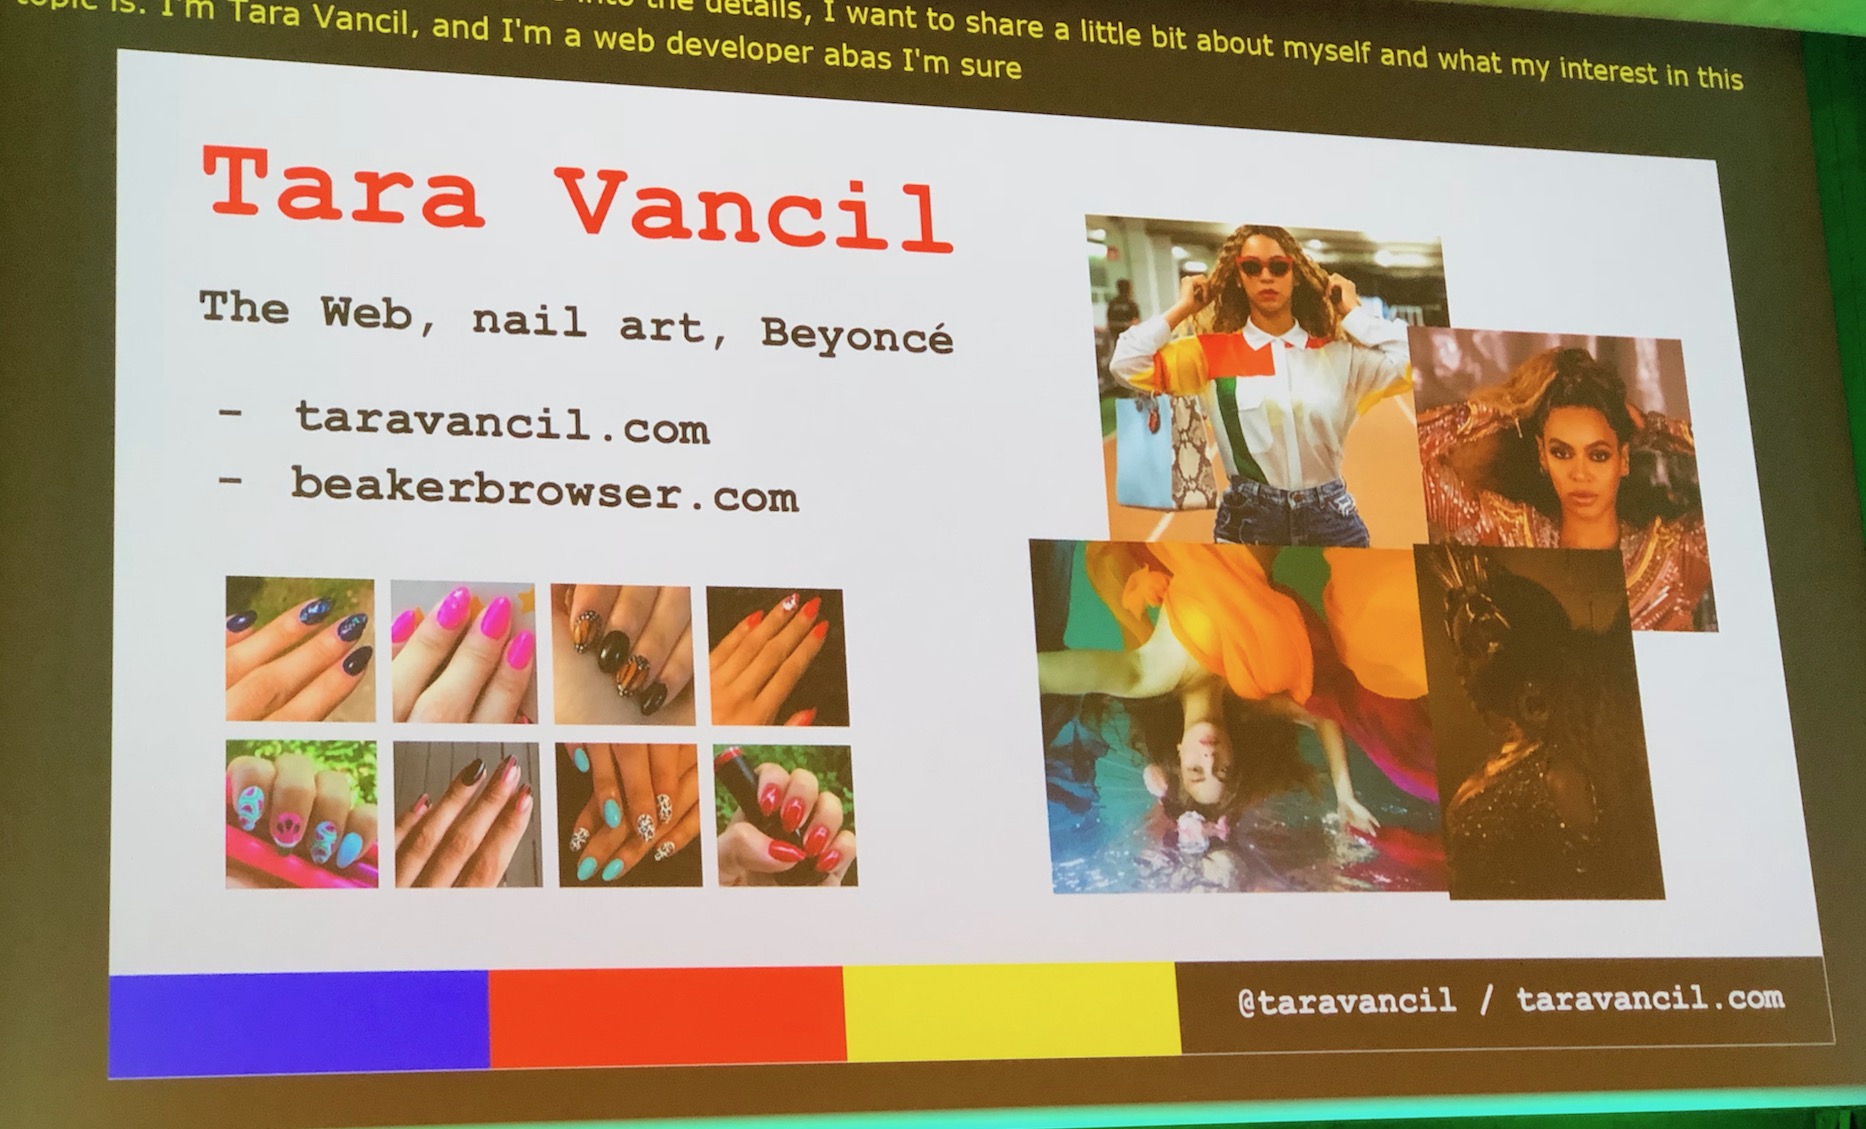 the details, I want to share a little bit about myself and what my interest in this
topic is. I'm Tara Vancil, and I'm a web developer abas I'm sure
Tara Vancil
The Web, nail art, Beyoncé
- taravancil.com
- beakerbrowser.com
@taravancil / taravancil.com